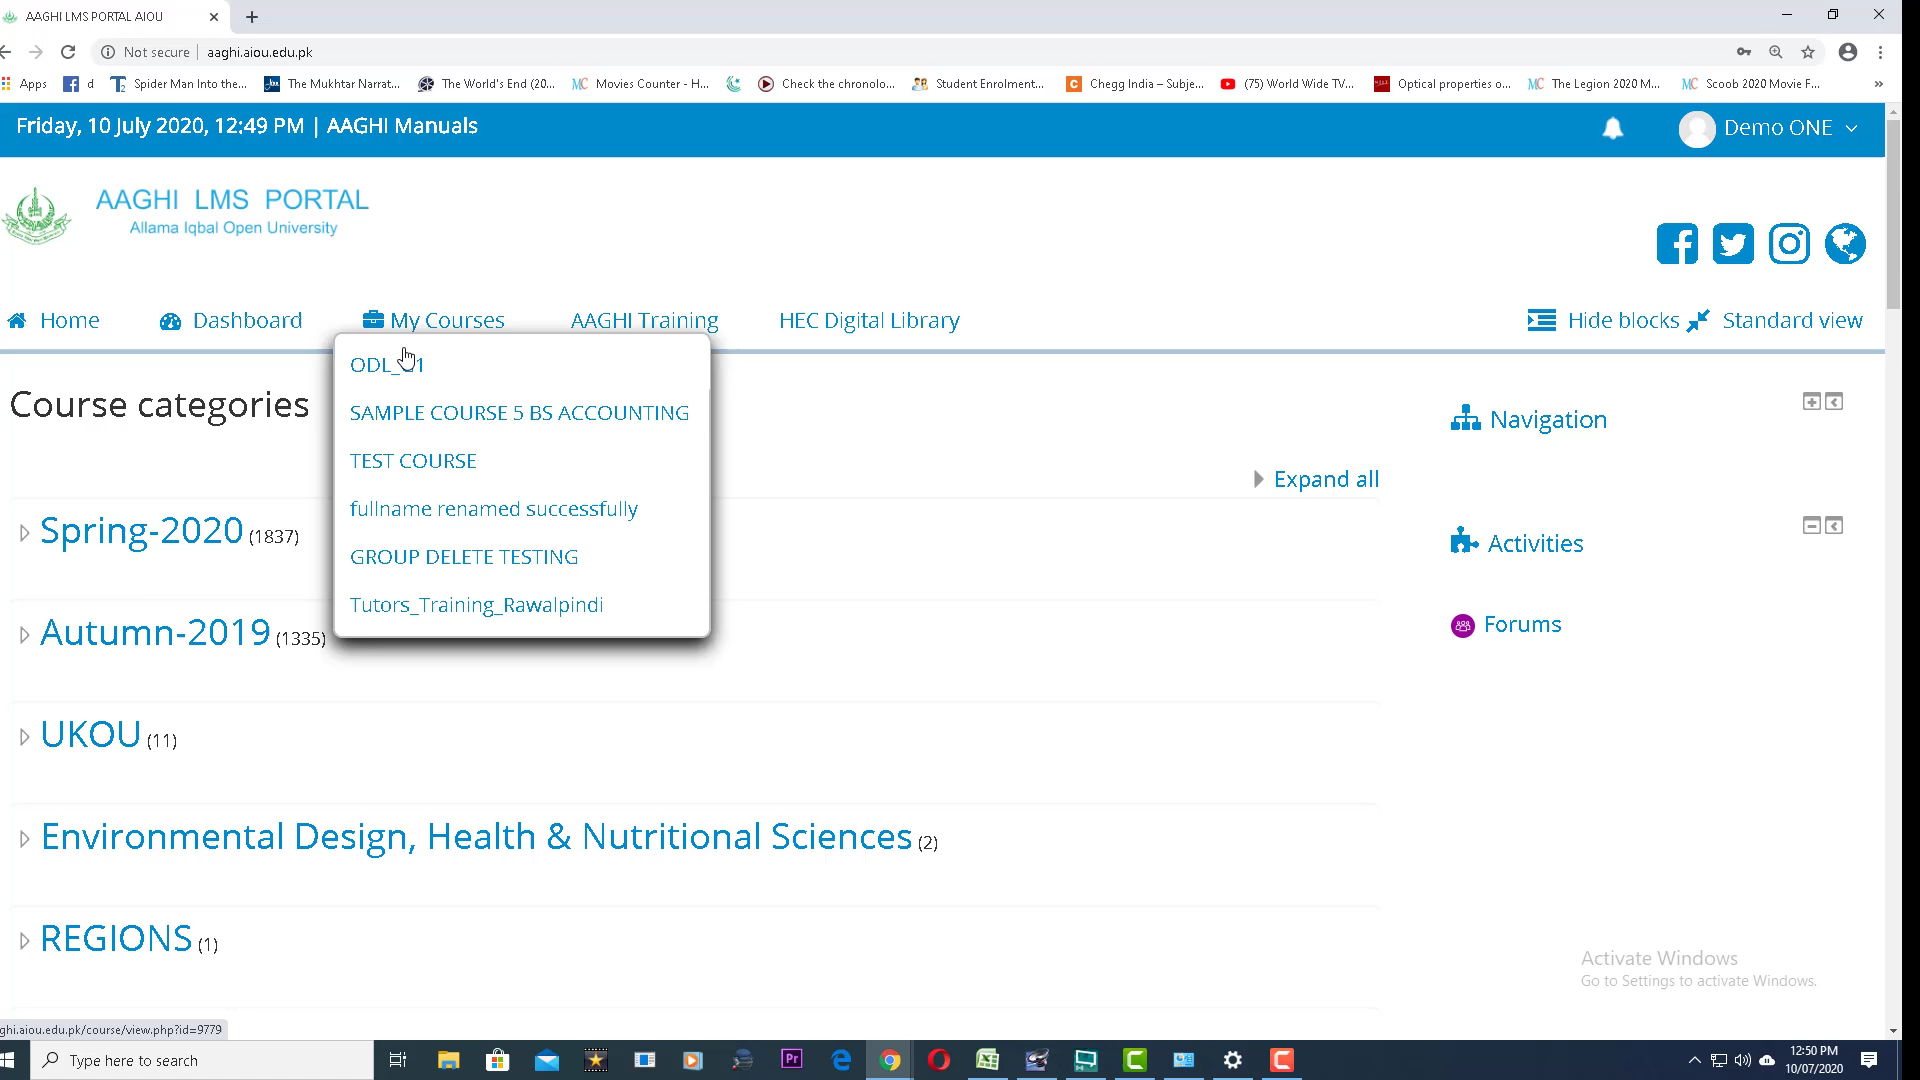 AAGHI LMS PORTAL AIOU
Not secure
aaghi.aiou.edu.pk
Apps
d
Spider Man Into the...
The Mukhtar Narrat...
The World's End (20...
Movies Counter - H...
Check the chronolo...
Student Enrolment...
Chegg India – Subje...
(75) World Wide TV...
Optical properties o...
The Legion 2020 M...
Scoob 2020 Movie F...
Friday, 10 July 2020, 12:49 PM | AAGHI Manuals
Demo ONE
AAGHI LMS PORTAL
Allama Iqbal Open University
Home
Dashboard
My Courses
AAGHI Training
HEC Digital Library
Hide blocks
Standard view
SAMPLE COURSE 5 BS ACCOUNTING
TEST COURSE
fullname renamed successfully
GROUP DELETE TESTING
Tutors_Training_Rawalpindi
Course categories
Expand all
Spring-2020 (1837)
Autumn-2019 (1335)
UKOU (11)
Environmental Design, Health & Nutritional Sciences (2)
REGIONS (1)
Navigation
Activities
Forums
Activate Windows
Go to Settings to activate Windows.
ghi.aiou.edu.pk/course/view.php?id=9779
Type here to search
12:50 PM
10/07/2020